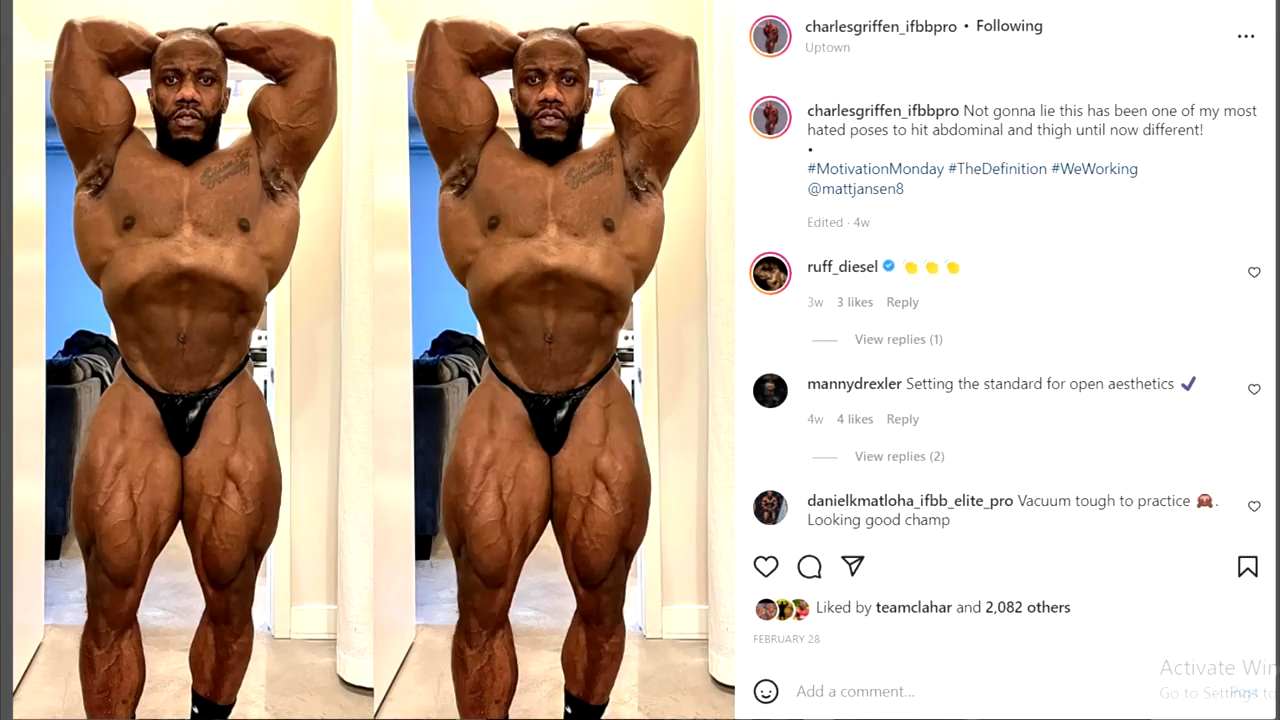 charlesgriffen_ifbbpro • Following
Uptown
charlesgriffen_ifbbpro Not gonna lie this has been one of my most
hated poses to hit abdominal and thigh until now different!
•
#MotivationMonday #TheDefinition #WeWorking
@mattjansen8
Edited · 4w
ruff_diesel
3w 3 likes Reply
View replies (1)
mannydrexler Setting the standard for open aesthetics
4w 4 likes Reply
View replies (2)
danielkmatloha_ifbb_elite_pro Vacuum tough to practice 🙈.
Looking good champ
Liked by teamclahar and 2,082 others
FEBRUARY 28
Activate Win
Add a comment...
Go to Settings to
Post